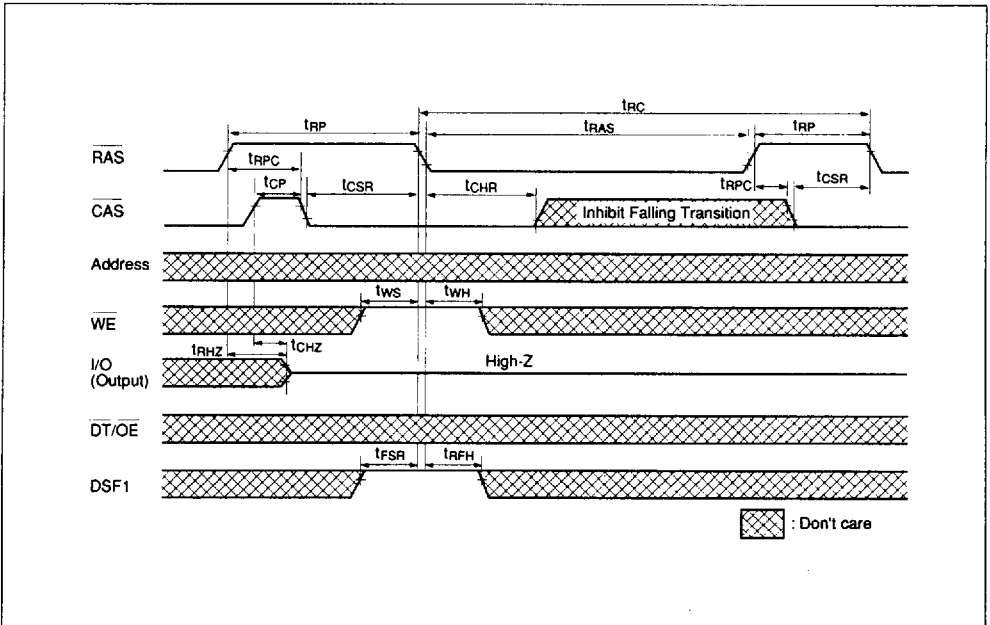 tRC
tRP tRAS tRP
RAS
tRPC
tCP tCSR tCHR tRPC tCSR
CAS Inhibit Falling Transition
Address
tWS tWH
WE
tRHZ tCHZ
I/O
(Output) High-Z
DT/OE
tFSR tRFH
DSF1
: Don't care